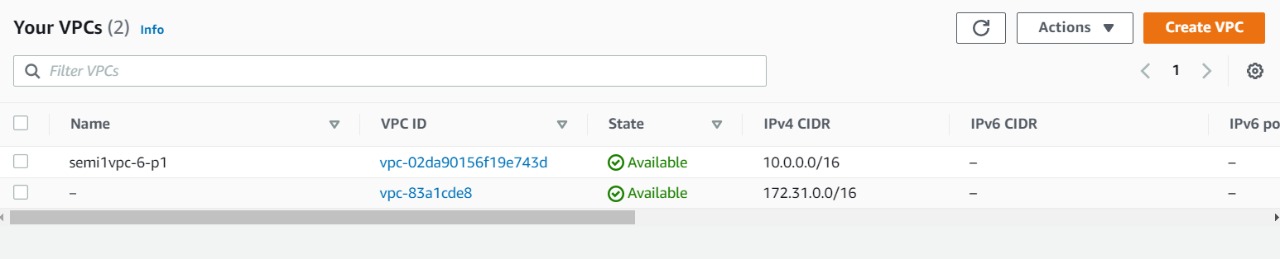 Your VPCs (2) Info
Actions
Create VPC
Filter VPCs
1
Name VPC ID State IPv4 CIDR IPv6 CIDR IPv6 po
semi1vpc-6-p1 vpc-02da90156f19e743d Available 10.0.0.0/16 – –
– vpc-83a1cde8 Available 172.31.0.0/16 – –